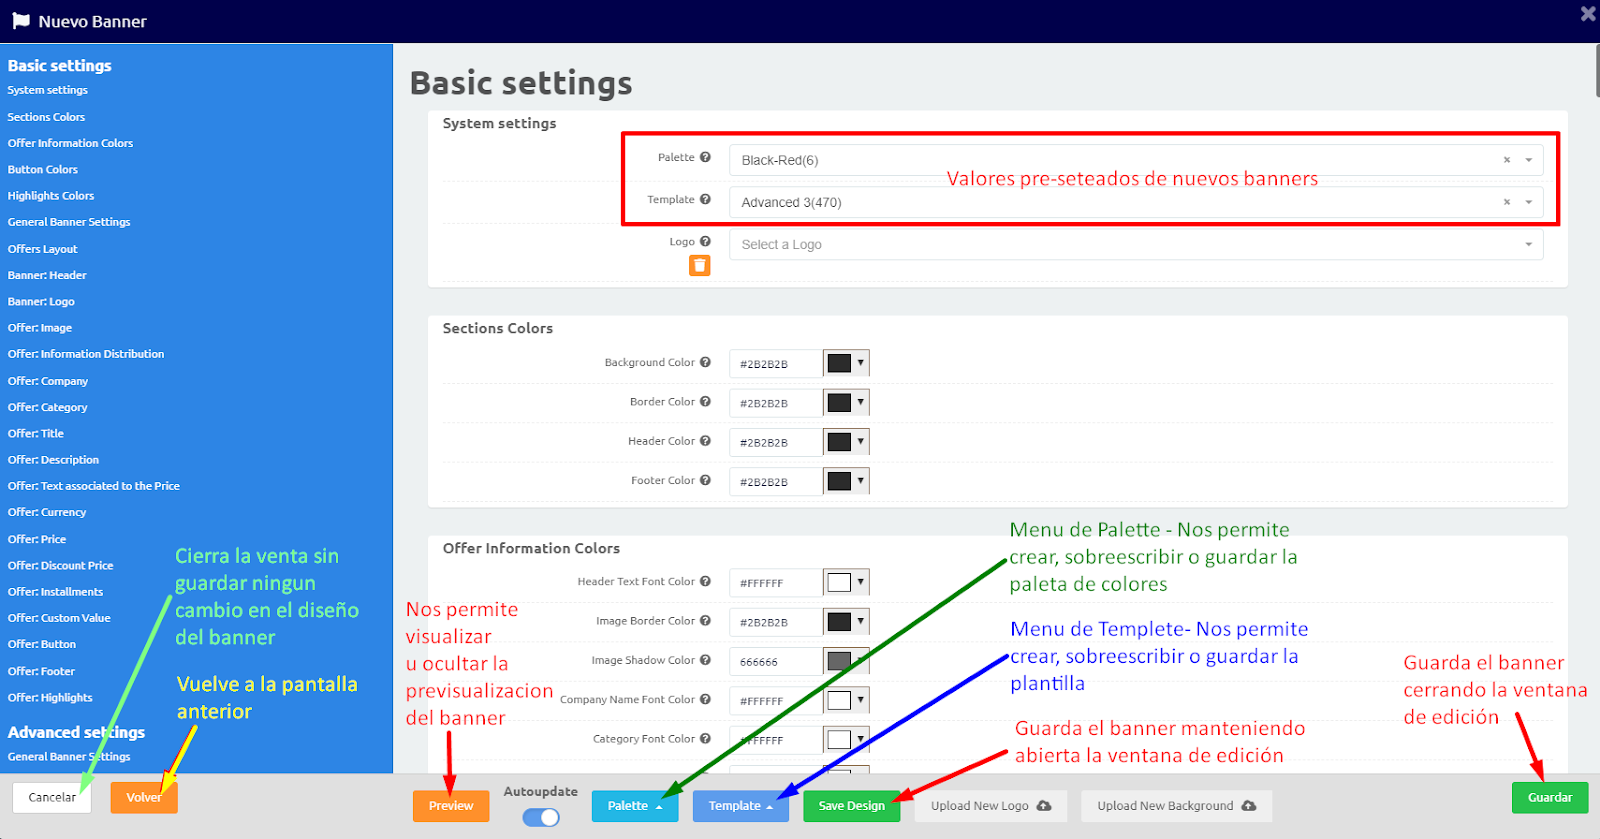 Nuevo Banner
Basic settings
System settings
Sections Colors
Offer Information Colors
Button Colors
Highlights Colors
General Banner Settings
Offers Layout
Banner: Header
Banner: Logo
Offer: Image
Offer: Information Distribution
Offer: Company
Offer: Category
Offer: Title
Offer: Description
Offer: Text associated to the Price
Offer: Currency
Offer: Price
Offer: Discount Price
Offer: Installments
Offer: Custom Value
Offer: Button
Offer: Footer
Offer: Highlights
Advanced settings
General Banner Settings
Cierra la venta sin
guardar ningun
cambio en el diseño
del banner
Vuelve a la pantalla
anterior
Basic settings
System settings
Palette
Black-Red(6)
Valores pre-seteados de nuevos banners
Template
Advanced 3(470)
Logo
Select a Logo
Sections Colors
Background Color #2B2B2B
Border Color #2B2B2B
Header Color #2B2B2B
Footer Color #2B2B2B
Offer Information Colors
Header Text Font Color #FFFFFF
Image Border Color #2B2B2B
Image Shadow Color 666666
Company Name Font Color #FFFFFF
Category Font Color #FFFFFF
Nos permite
visualizar
u ocultar la
previsualizacion
del banner
Menu de Palette - Nos permite
crear, sobreescribir o guardar la
paleta de colores
Menu de Templete- Nos permite
crear, sobreescribir o guardar la
plantilla
Guarda el banner manteniendo
abierta la ventana de edición
Guarda el banner
cerrando la ventana
de edición
Cancelar
Volver
Preview
Autoupdate
Palette
Template
Save Design
Upload New Logo
Upload New Background
Guardar